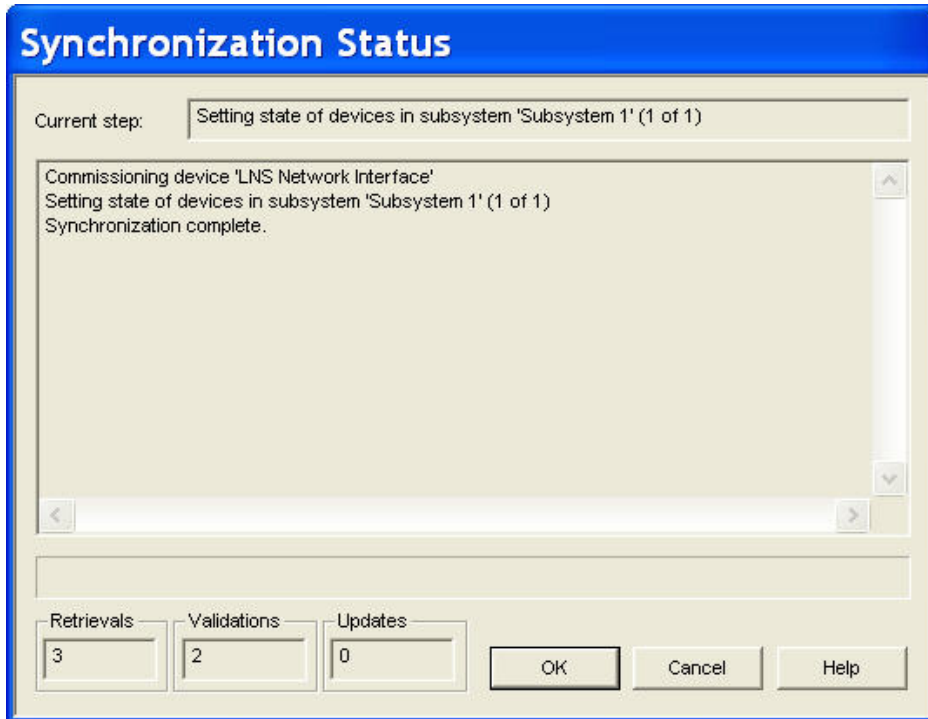 Synchronization Status
Current step: Setting state of devices in subsystem 'Subsystem 1' (1 of 1)
Commissioning device 'LNS Network Interface'
Setting state of devices in subsystem 'Subsystem 1' (1 of 1)
Synchronization complete.
Retrievals Validations Updates
3 2 0 OK Cancel Help